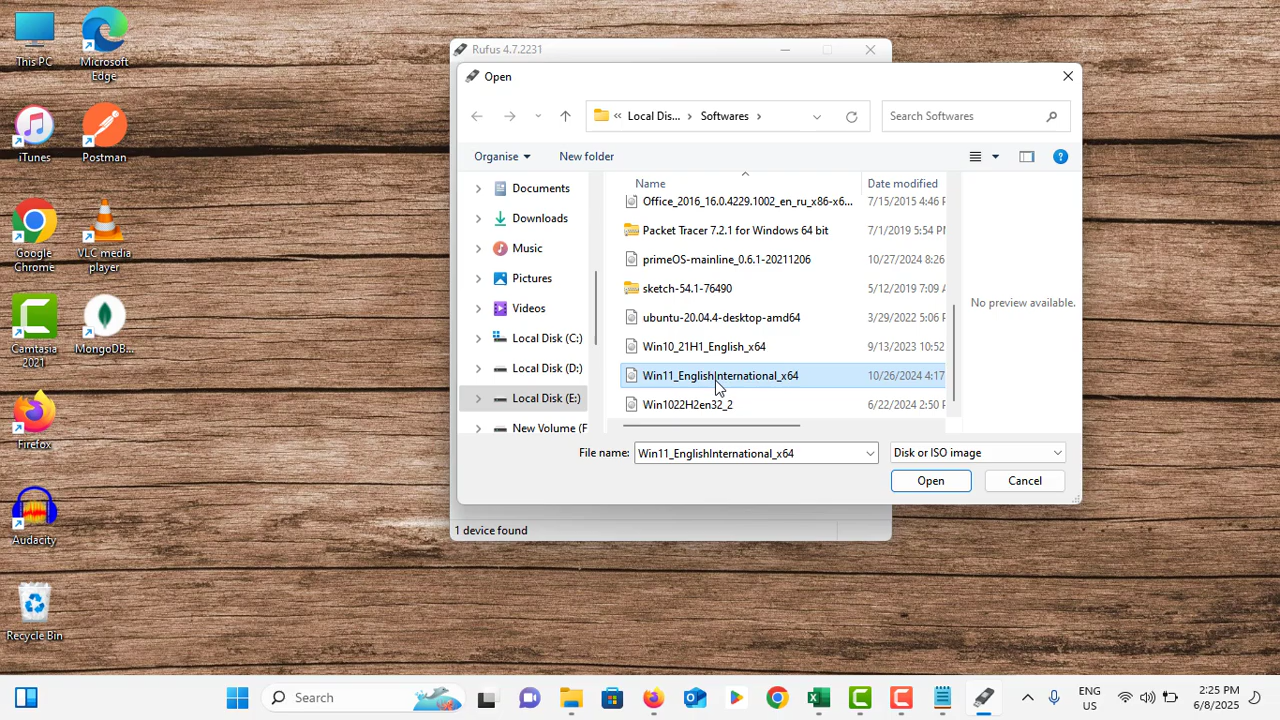 This PC
Microsoft
Edge
iTunes
Postman
Google
Chrome
VLC media
player
Camtasia
2021
MongoDB...
Firefox
Audacity
Recycle Bin
Rufus 4.7.2231
Open
Local Dis...
Softwares
Search Softwares
Organise
New folder
Documents
Downloads
Music
Pictures
Videos
Local Disk (C:)
Local Disk (D:)
Local Disk (E:)
New Volume (F
Name
Date modified
Office_2016_16.0.4229.1002_en_ru_x86-x6...
7/15/2015 4:46 P
Packet Tracer 7.2.1 for Windows 64 bit
7/1/2019 5:54 PM
primeOS-mainline_0.6.1-20211206
10/27/2024 8:26
sketch-54.1-76490
5/12/2019 7:09 A
ubuntu-20.04.4-desktop-amd64
3/29/2022 5:06 P
Win10_21H1_English_x64
9/13/2023 10:52
Win11_EnglishInternational_x64
10/26/2024 4:17
Win1022H2en32_2
6/22/2024 2:50 P
No preview available.
File name:
Win11_EnglishInternational_x64
Disk or ISO image
Open
Cancel
1 device found
Search
ENG
US
2:25 PM
6/8/2025